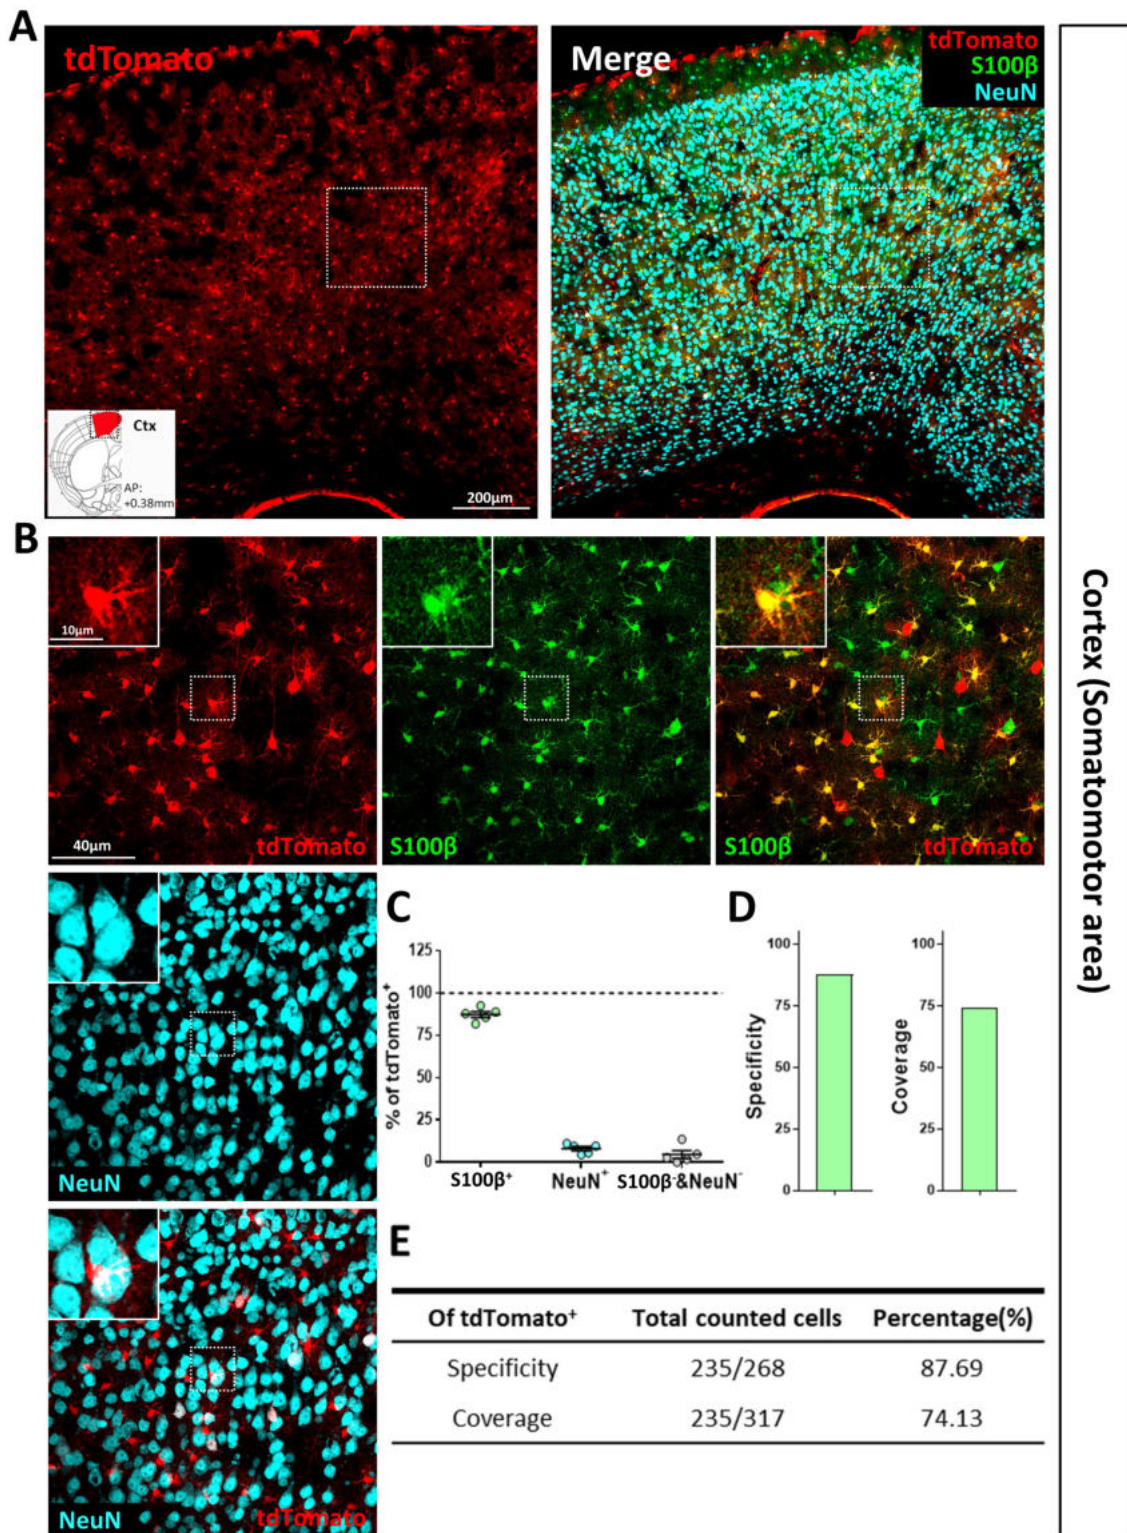 A
tdTomato
Merge
tdTomato
S100β
NeuN
Ctx
AP:
+0.38mm
200μm
Cortex (Somatomotor area)
B
10μm
40μm
tdTomato
S100β
S100β
tdTomato
NeuN
NeuN
tdTomato
C
% of tdTomato⁺
125
100
75
50
25
0
S100β⁺
NeuN⁺
S100β⁻&NeuN⁻
D
Specificity
100
75
50
25
0
Coverage
100
75
50
25
0
E
Of tdTomato⁺ Total counted cells Percentage(%)
Specificity 235/268 87.69
Coverage 235/317 74.13